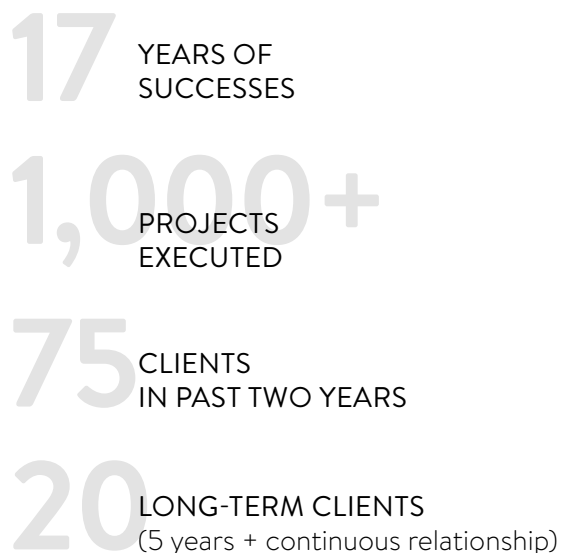 17
YEARS OF
SUCCESSES
1,000+
PROJECTS
EXECUTED
75
CLIENTS
IN PAST TWO YEARS
20
LONG-TERM CLIENTS
(5 years + continuous relationship)